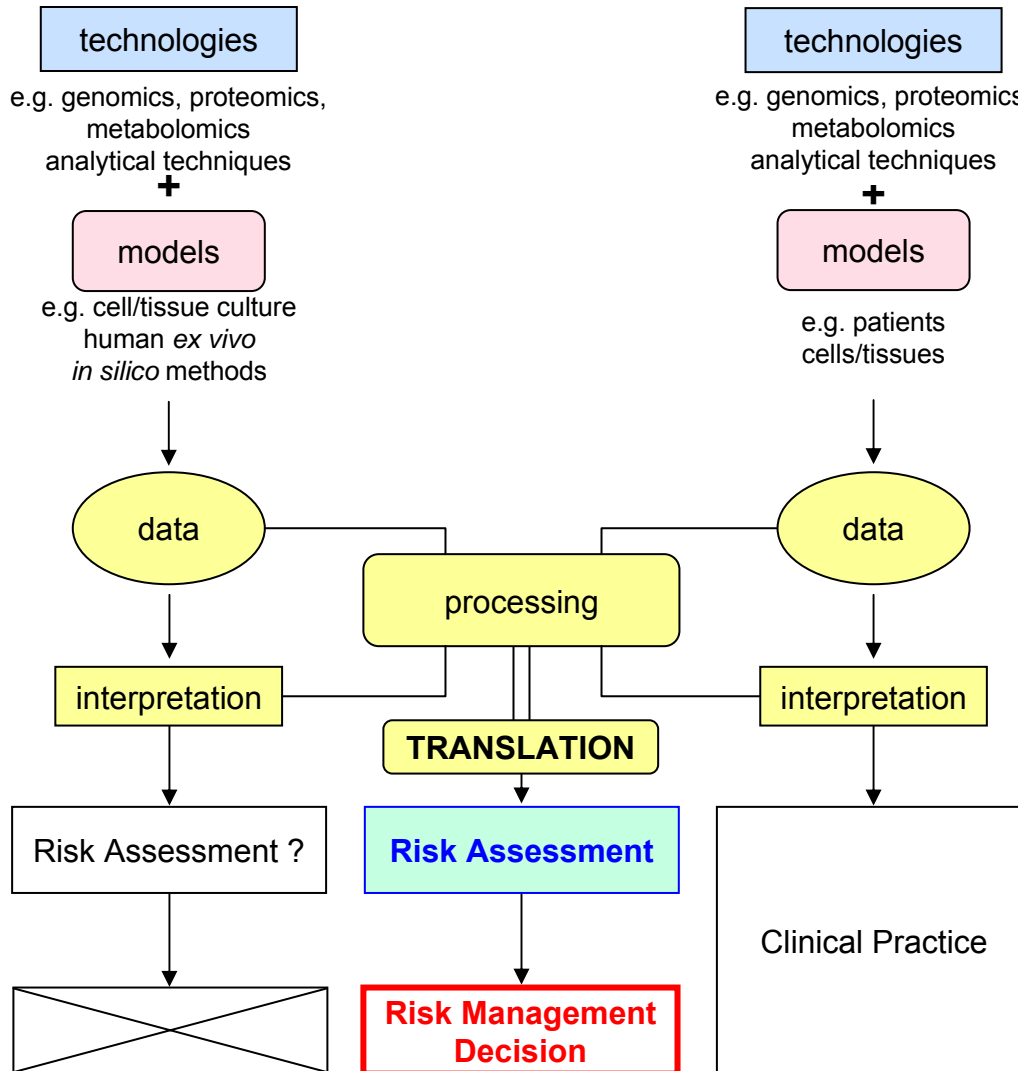 technologies
e.g. genomics, proteomics,
metabolomics
analytical techniques
+
models
e.g. cell/tissue culture
human ex vivo
in silico methods
data
interpretation
Risk Assessment ?
processing
TRANSLATION
Risk Assessment
Risk Management
Decision
technologies
e.g. genomics, proteomics
metabolomics
analytical techniques
+
models
e.g. patients
cells/tissues
data
interpretation
Clinical Practice